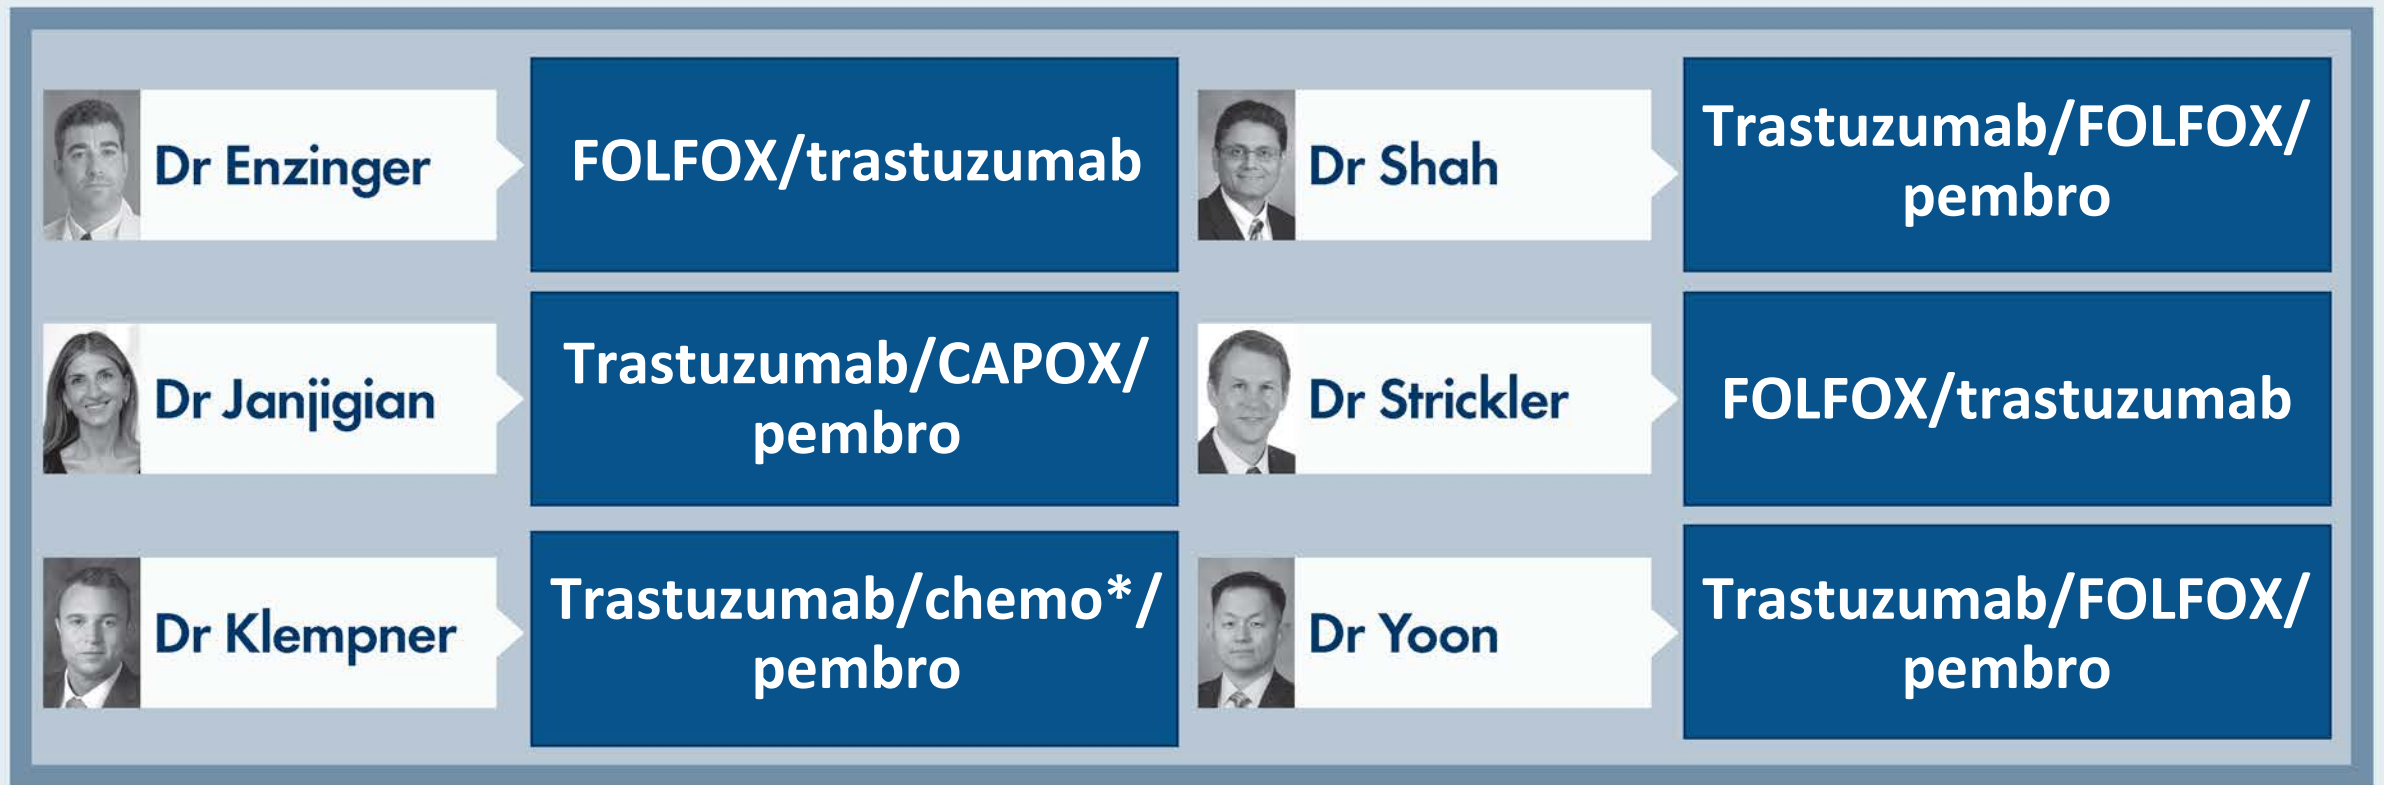 Dr Enzinger
FOLFOX/trastuzumab
Dr Shah
Trastuzumab/FOLFOX/
pembro
Dr Janjigian
Trastuzumab/CAPOX/
pembro
Dr Strickler
FOLFOX/trastuzumab
Dr Klempner
Trastuzumab/chemo*/
pembro
Dr Yoon
Trastuzumab/FOLFOX/
pembro